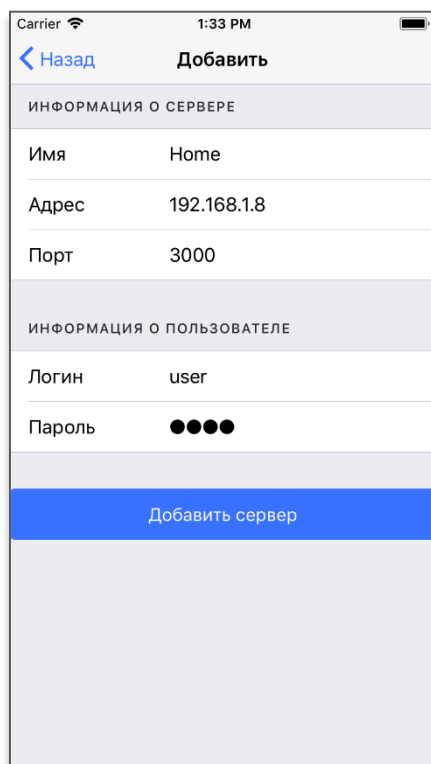 Carrier 1:33 PM
Назад Добавить
ИНФОРМАЦИЯ О СЕРВЕРЕ
Имя Home
Адрес 192.168.1.8
Порт 3000
ИНФОРМАЦИЯ О ПОЛЬЗОВАТЕЛЕ
Логин user
Пароль ●●●●
Добавить сервер